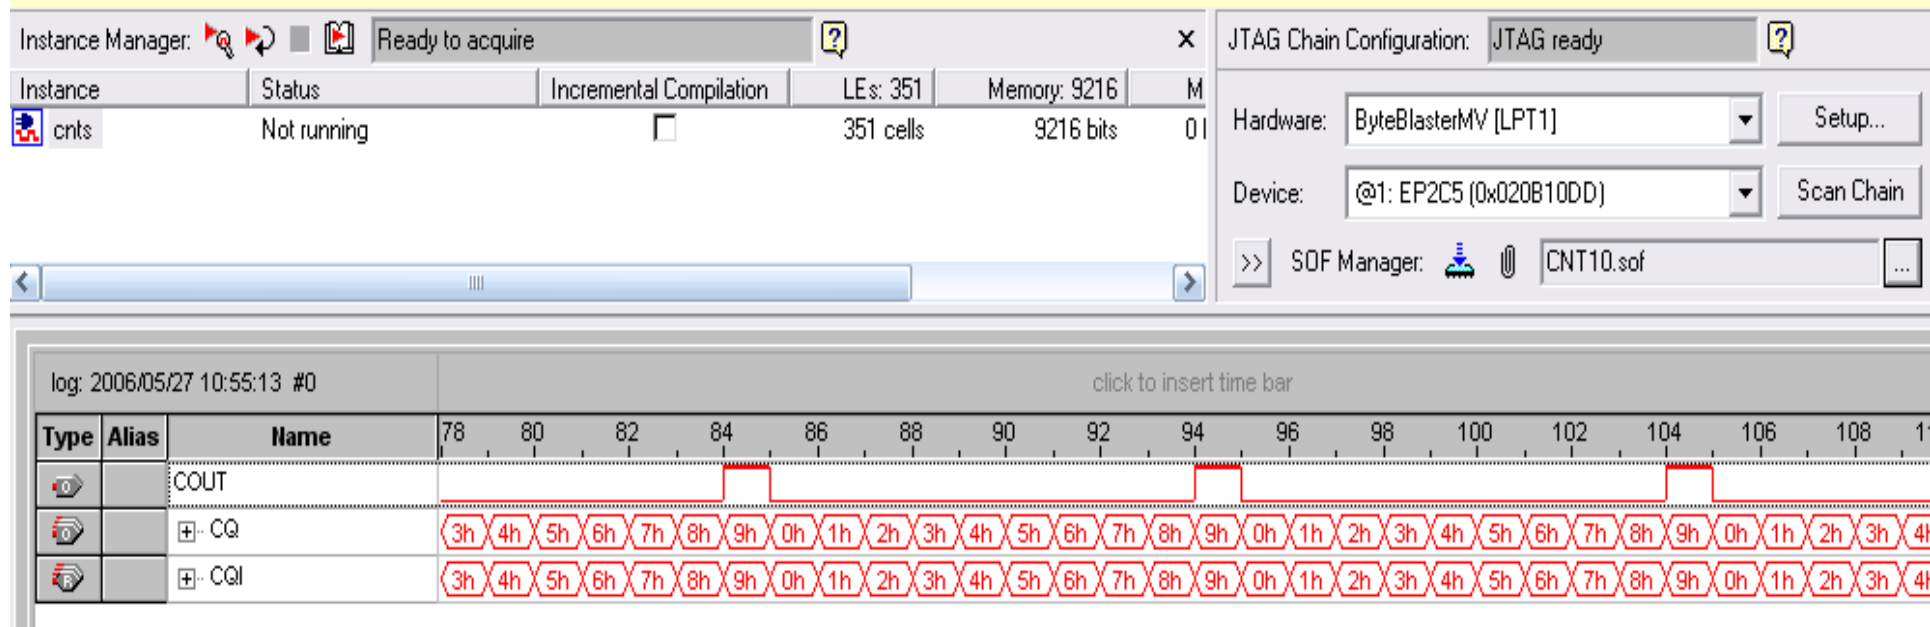 Instance Manager: Ready to acquire
Instance Status Incremental Compilation LEs: 351 Memory: 9216 M
cnts Not running 351 cells 9216 bits 0
JTAG Chain Configuration: JTAG ready
Hardware: ByteBlasterMV [LPT1] Setup...
Device: @1: EP2C5 (0x020B10DD) Scan Chain
>> SOF Manager: CNT10.sof ...
log: 2006/05/27 10:55:13 #0 click to insert time bar
Type Alias Name 78 80 82 84 86 88 90 92 94 96 98 100 102 104 106 108
COUT
CQ 3h 4h 5h 6h 7h 8h 9h 0h 1h 2h 3h 4h 5h 6h 7h 8h 9h 0h 1h 2h 3h 4h 5h 6h 7h 8h 9h 0h 1h 2h 3h 4h
CQI 3h 4h 5h 6h 7h 8h 9h 0h 1h 2h 3h 4h 5h 6h 7h 8h 9h 0h 1h 2h 3h 4h 5h 6h 7h 8h 9h 0h 1h 2h 3h 4h